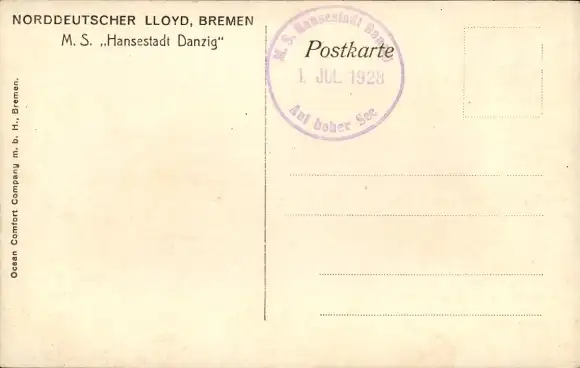 NORDDEUTSCHER LLOYD, BREMEN
M. S. „Hansestadt Danzig“
Postkarte
M. S. Hansestadt Danzig
1. JUL. 1928
Auf hoher See
Ocean Comfort Company m. b. H., Bremen.